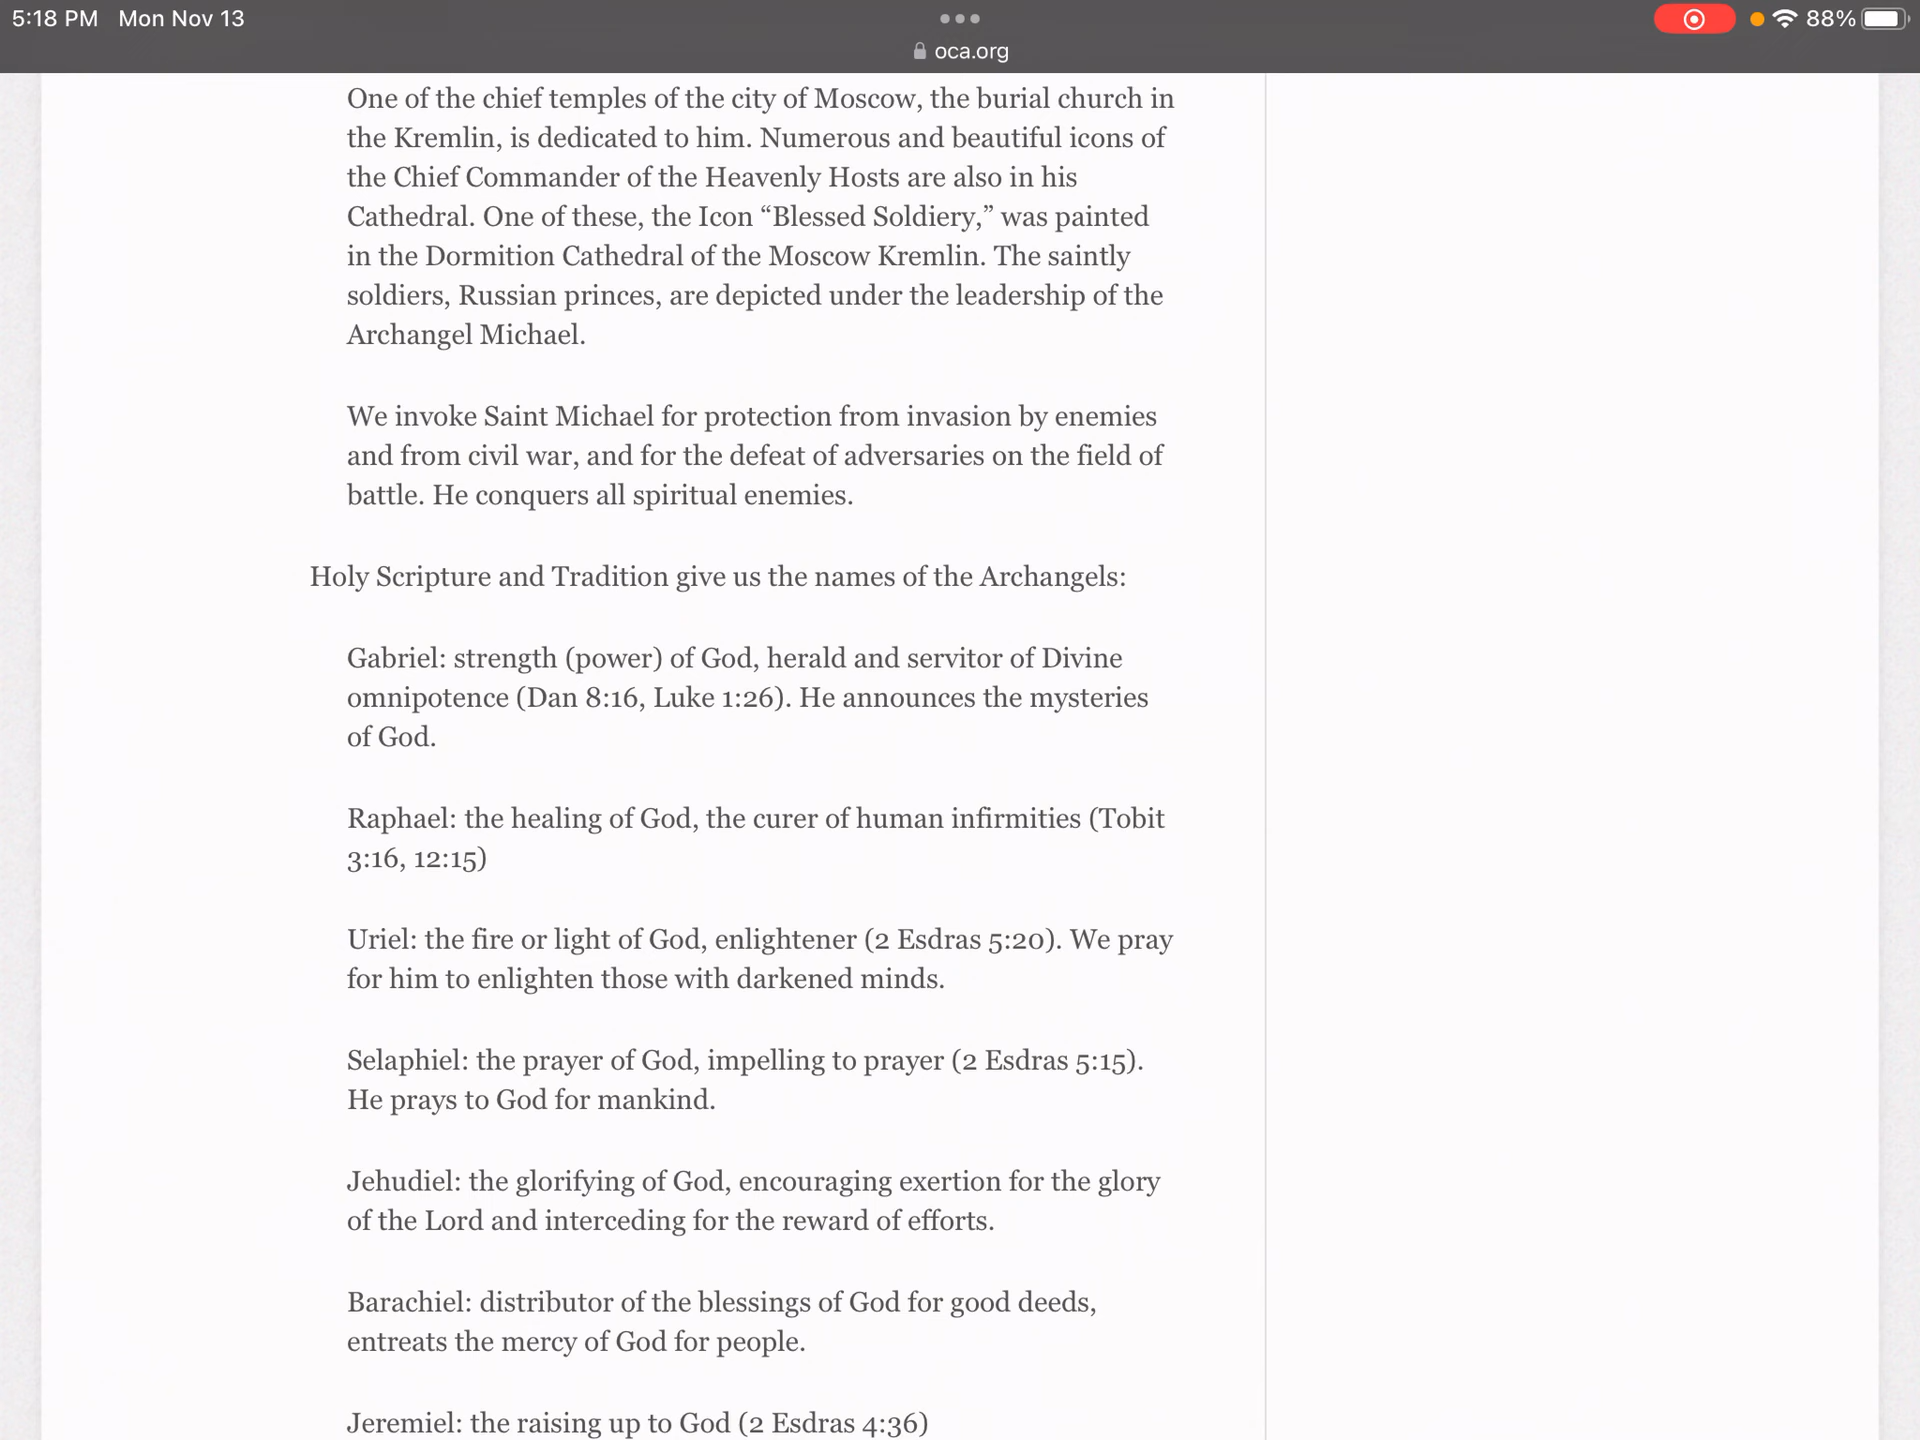 5:18 PM Mon Nov 13
88%
oca.org
One of the chief temples of the city of Moscow, the burial church in
the Kremlin, is dedicated to him. Numerous and beautiful icons of
the Chief Commander of the Heavenly Hosts are also in his
Cathedral. One of these, the Icon “Blessed Soldiery,” was painted
in the Dormition Cathedral of the Moscow Kremlin. The saintly
soldiers, Russian princes, are depicted under the leadership of the
Archangel Michael.
We invoke Saint Michael for protection from invasion by enemies
and from civil war, and for the defeat of adversaries on the field of
battle. He conquers all spiritual enemies.
Holy Scripture and Tradition give us the names of the Archangels:
Gabriel: strength (power) of God, herald and servitor of Divine
omnipotence (Dan 8:16, Luke 1:26). He announces the mysteries
of God.
Raphael: the healing of God, the curer of human infirmities (Tobit
3:16, 12:15)
Uriel: the fire or light of God, enlightener (2 Esdras 5:20). We pray
for him to enlighten those with darkened minds.
Selaphiel: the prayer of God, impelling to prayer (2 Esdras 5:15).
He prays to God for mankind.
Jehudiel: the glorifying of God, encouraging exertion for the glory
of the Lord and interceding for the reward of efforts.
Barachiel: distributor of the blessings of God for good deeds,
entreats the mercy of God for people.
Jeremiel: the raising up to God (2 Esdras 4:36)